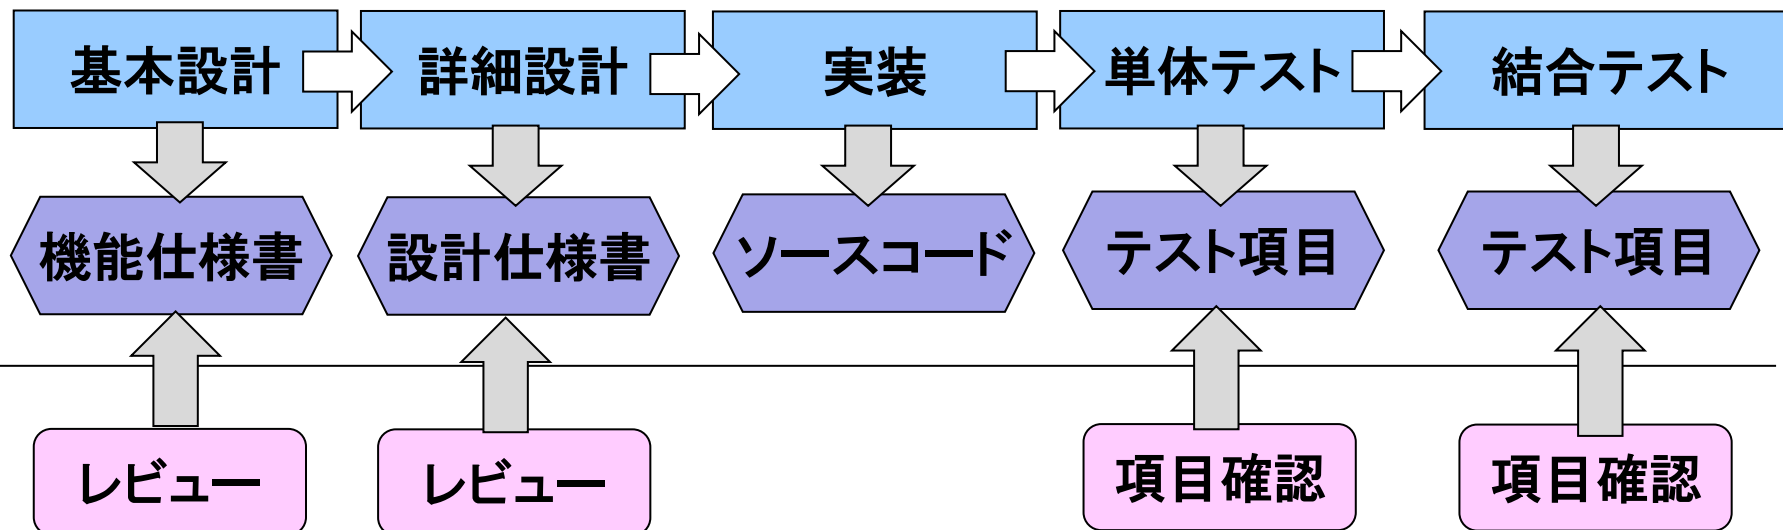 基本設計
詳細設計
実装
単体テスト
結合テスト
機能仕様書
設計仕様書
ソースコード
テスト項目
テスト項目
レビュー
レビュー
項目確認
項目確認